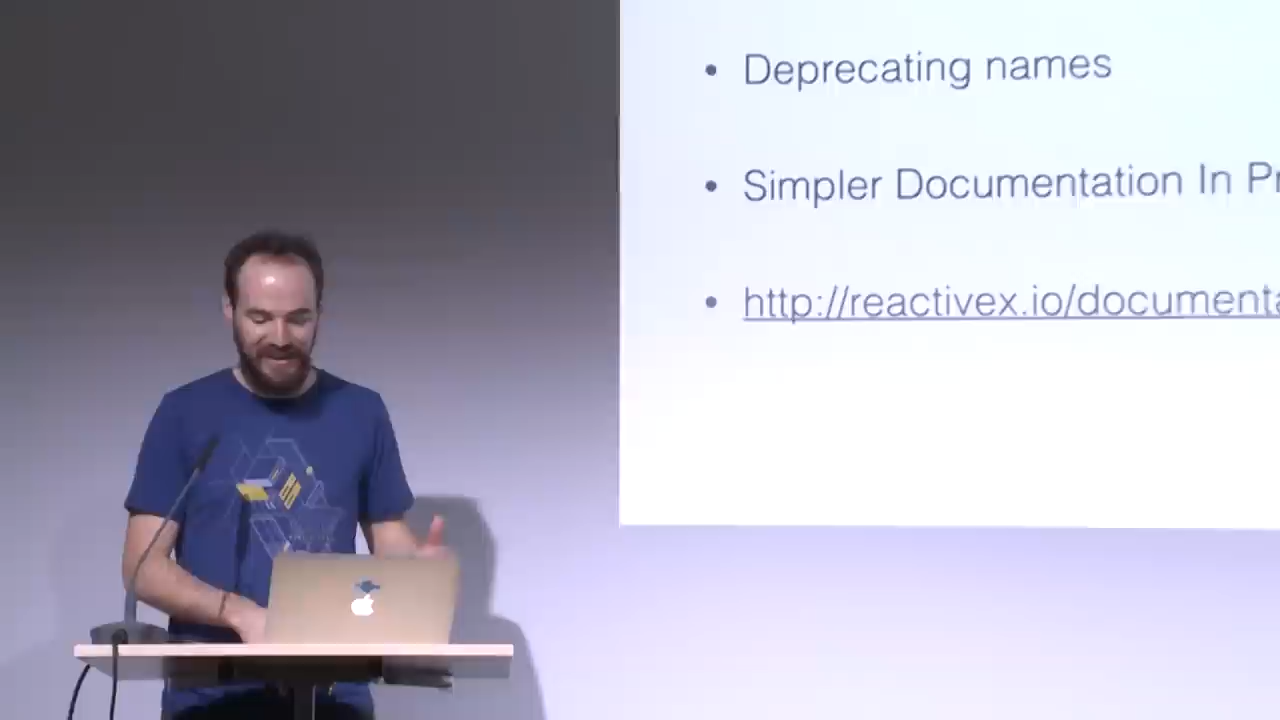 • Deprecating names
• Simpler Documentation In Pr
• http://reactivex.io/documenta